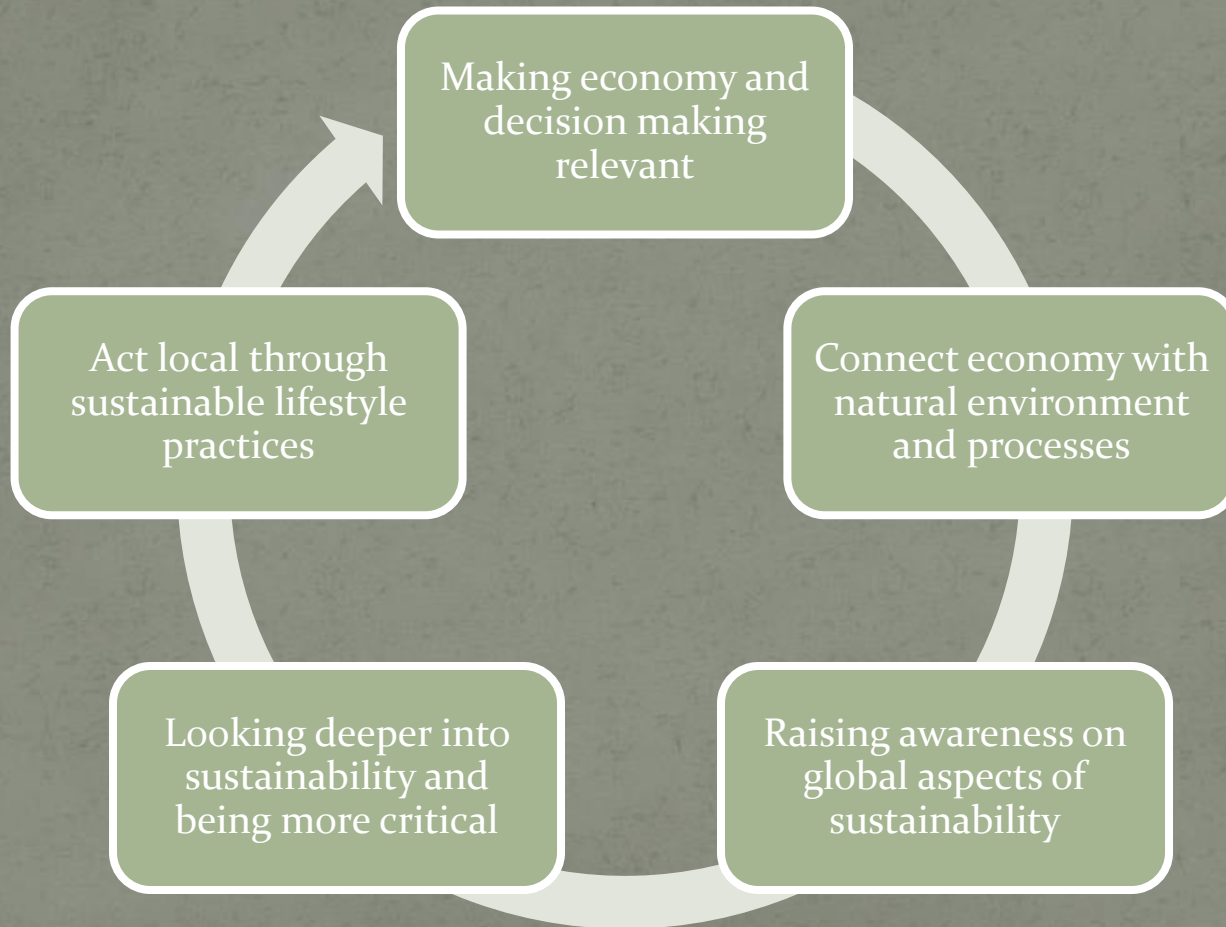 Making economy and
decision making
relevant
Connect economy with
natural environment
and processes
Raising awareness on
global aspects of
sustainability
Looking deeper into
sustainability and
being more critical
Act local through
sustainable lifestyle
practices